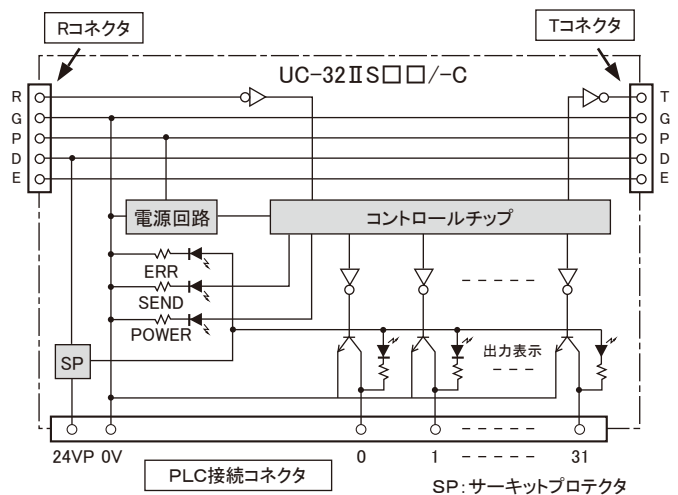 Rコネクタ
Tコネクタ
UC-32ⅡS□□/-C
R
T
G
G
P
P
D
D
E
E
電源回路
コントロールチップ
ERR
SEND
POWER
SP
出力表示
24VP 0V
0
1
31
PLC接続コネクタ
SP:サーキットプロテクタ